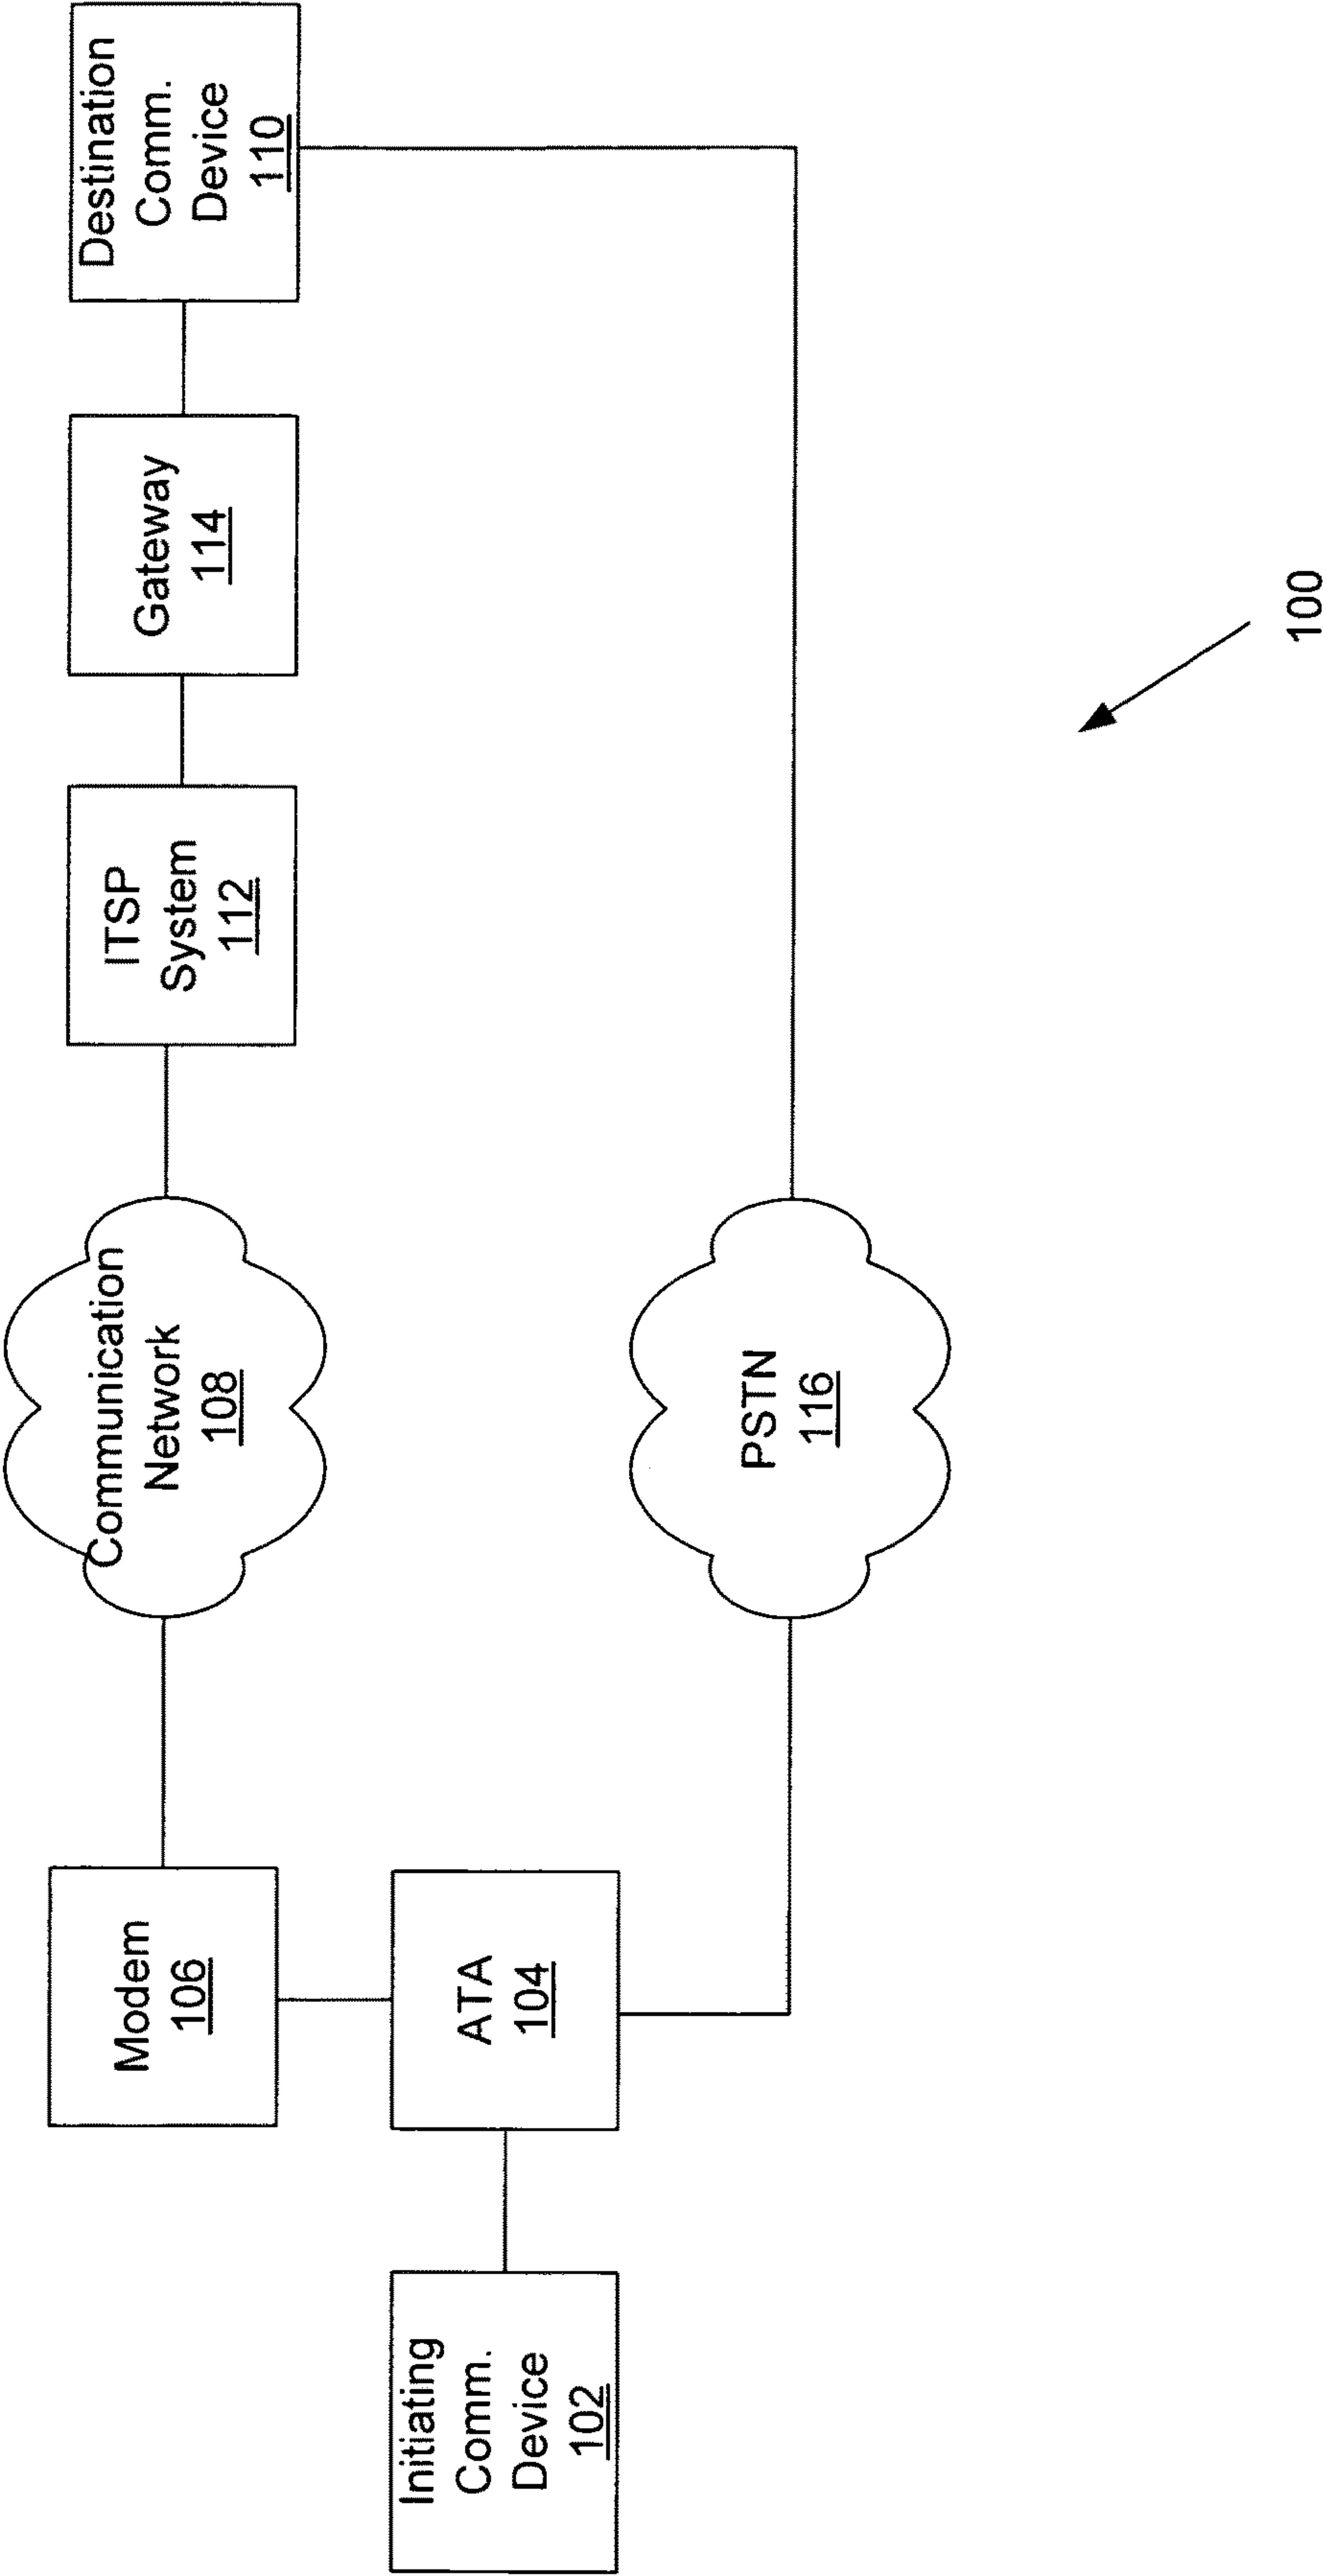 Modem
106
Communication
Network
108
ITSP
System
112
Gateway
114
Destination
Comm.
Device
110
Initiating
Comm.
Device
102
ATA
104
PSTN
116
100